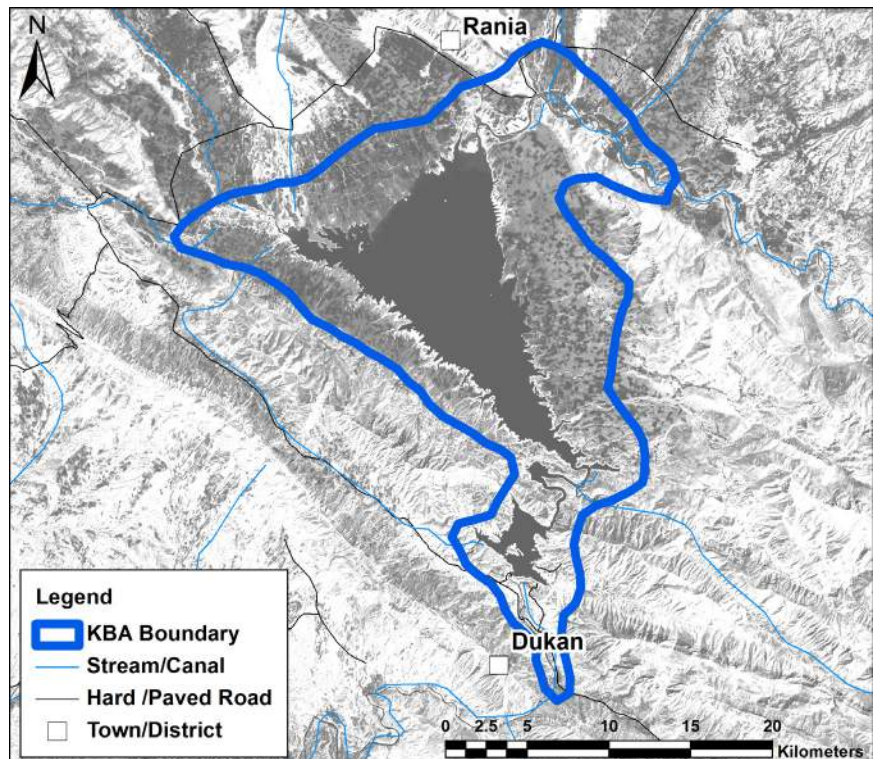 N
Rania
Dukan
Legend
KBA Boundary
Stream/Canal
Hard /Paved Road
Town/District
0 2.5 5 10 15 20
Kilometers